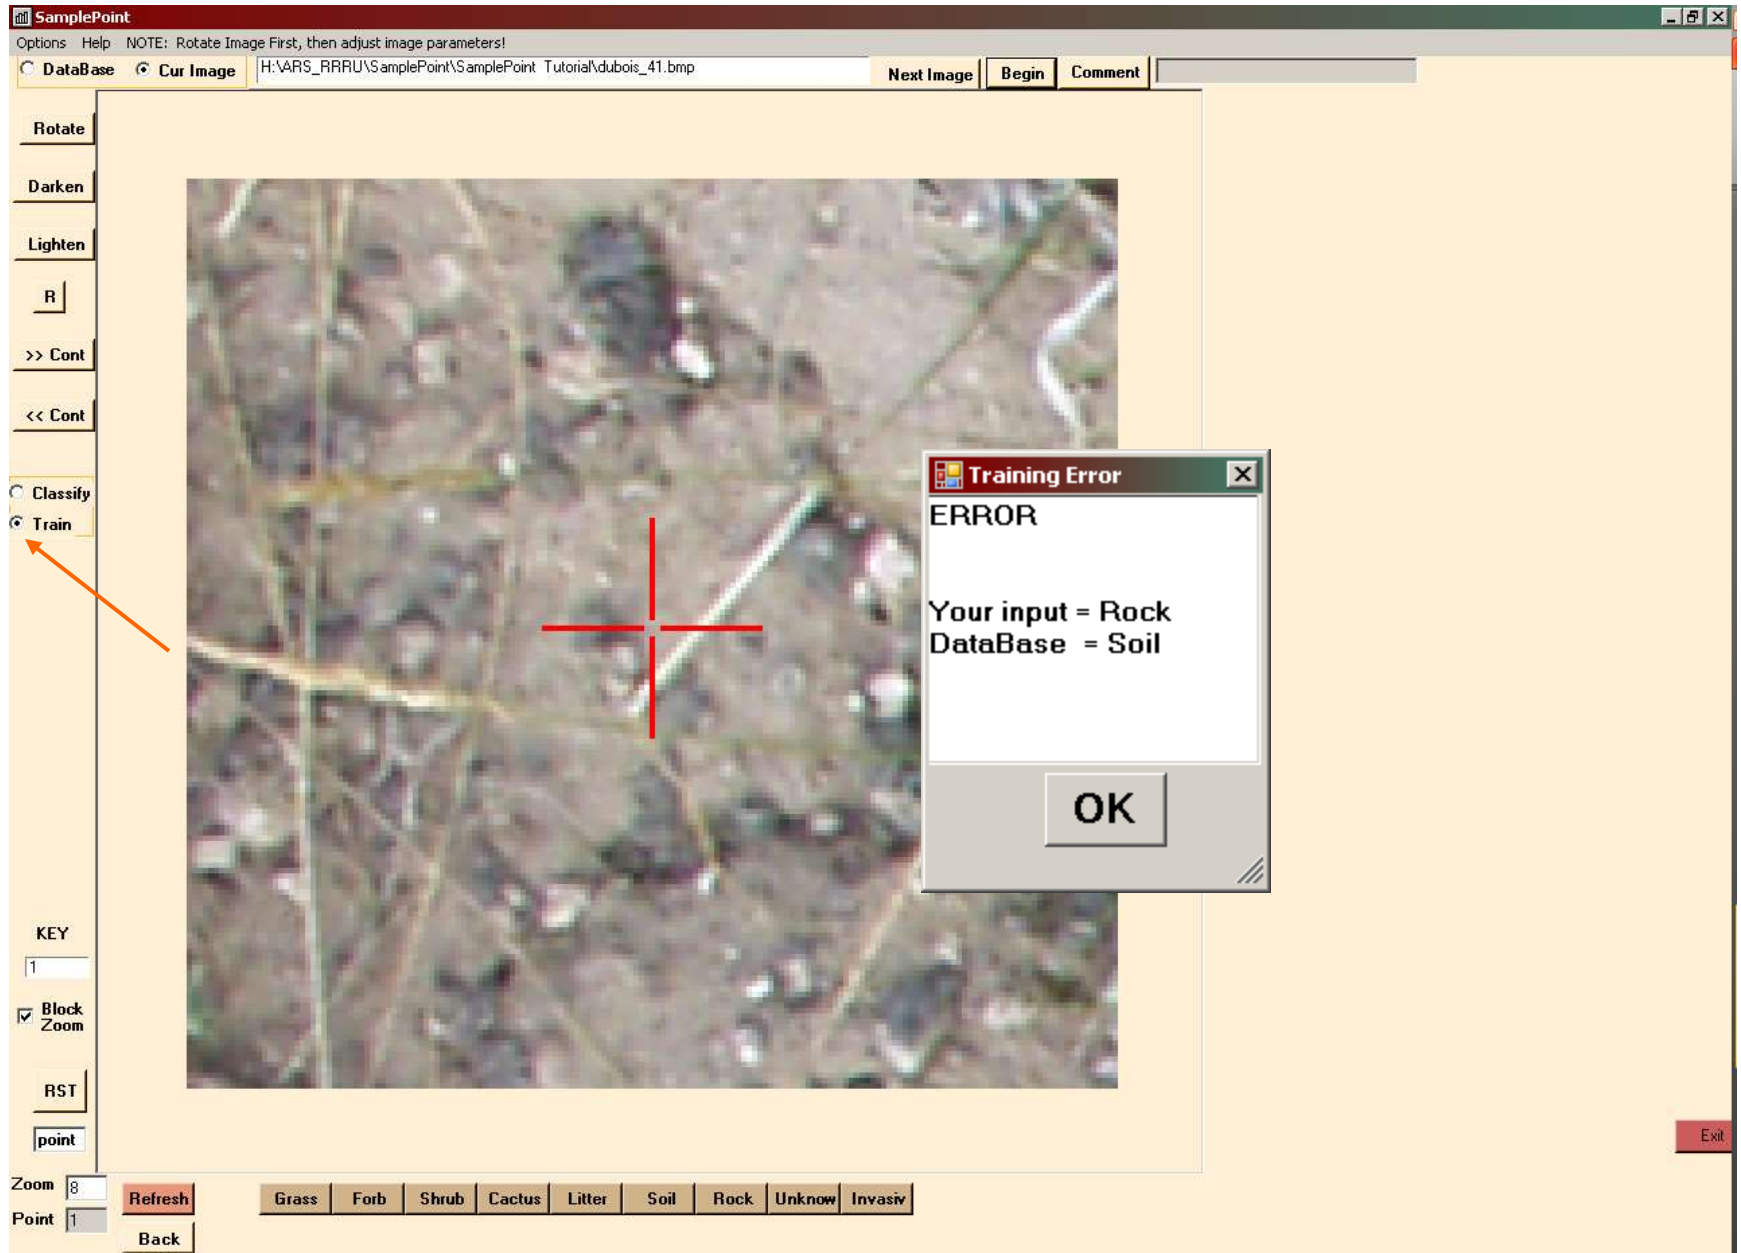 SamplePoint
Options Help NOTE: Rotate Image First, then adjust image parameters!
DataBase Cur Image H:\ARS_RRRU\SamplePoint\SamplePoint Tutorial\dubois_41.bmp Next Image Begin Comment
Rotate
Darken
Lighten
R
>> Cont
<< Cont
Classify
Train
Training Error
ERROR
Your input = Rock
DataBase = Soil
OK
KEY
1
Block
Zoom
RST
point
Exit
Zoom 8
Refresh Grass Forb Shrub Cactus Litter Soil Rock Unknow Invasiv
Point 1
Back